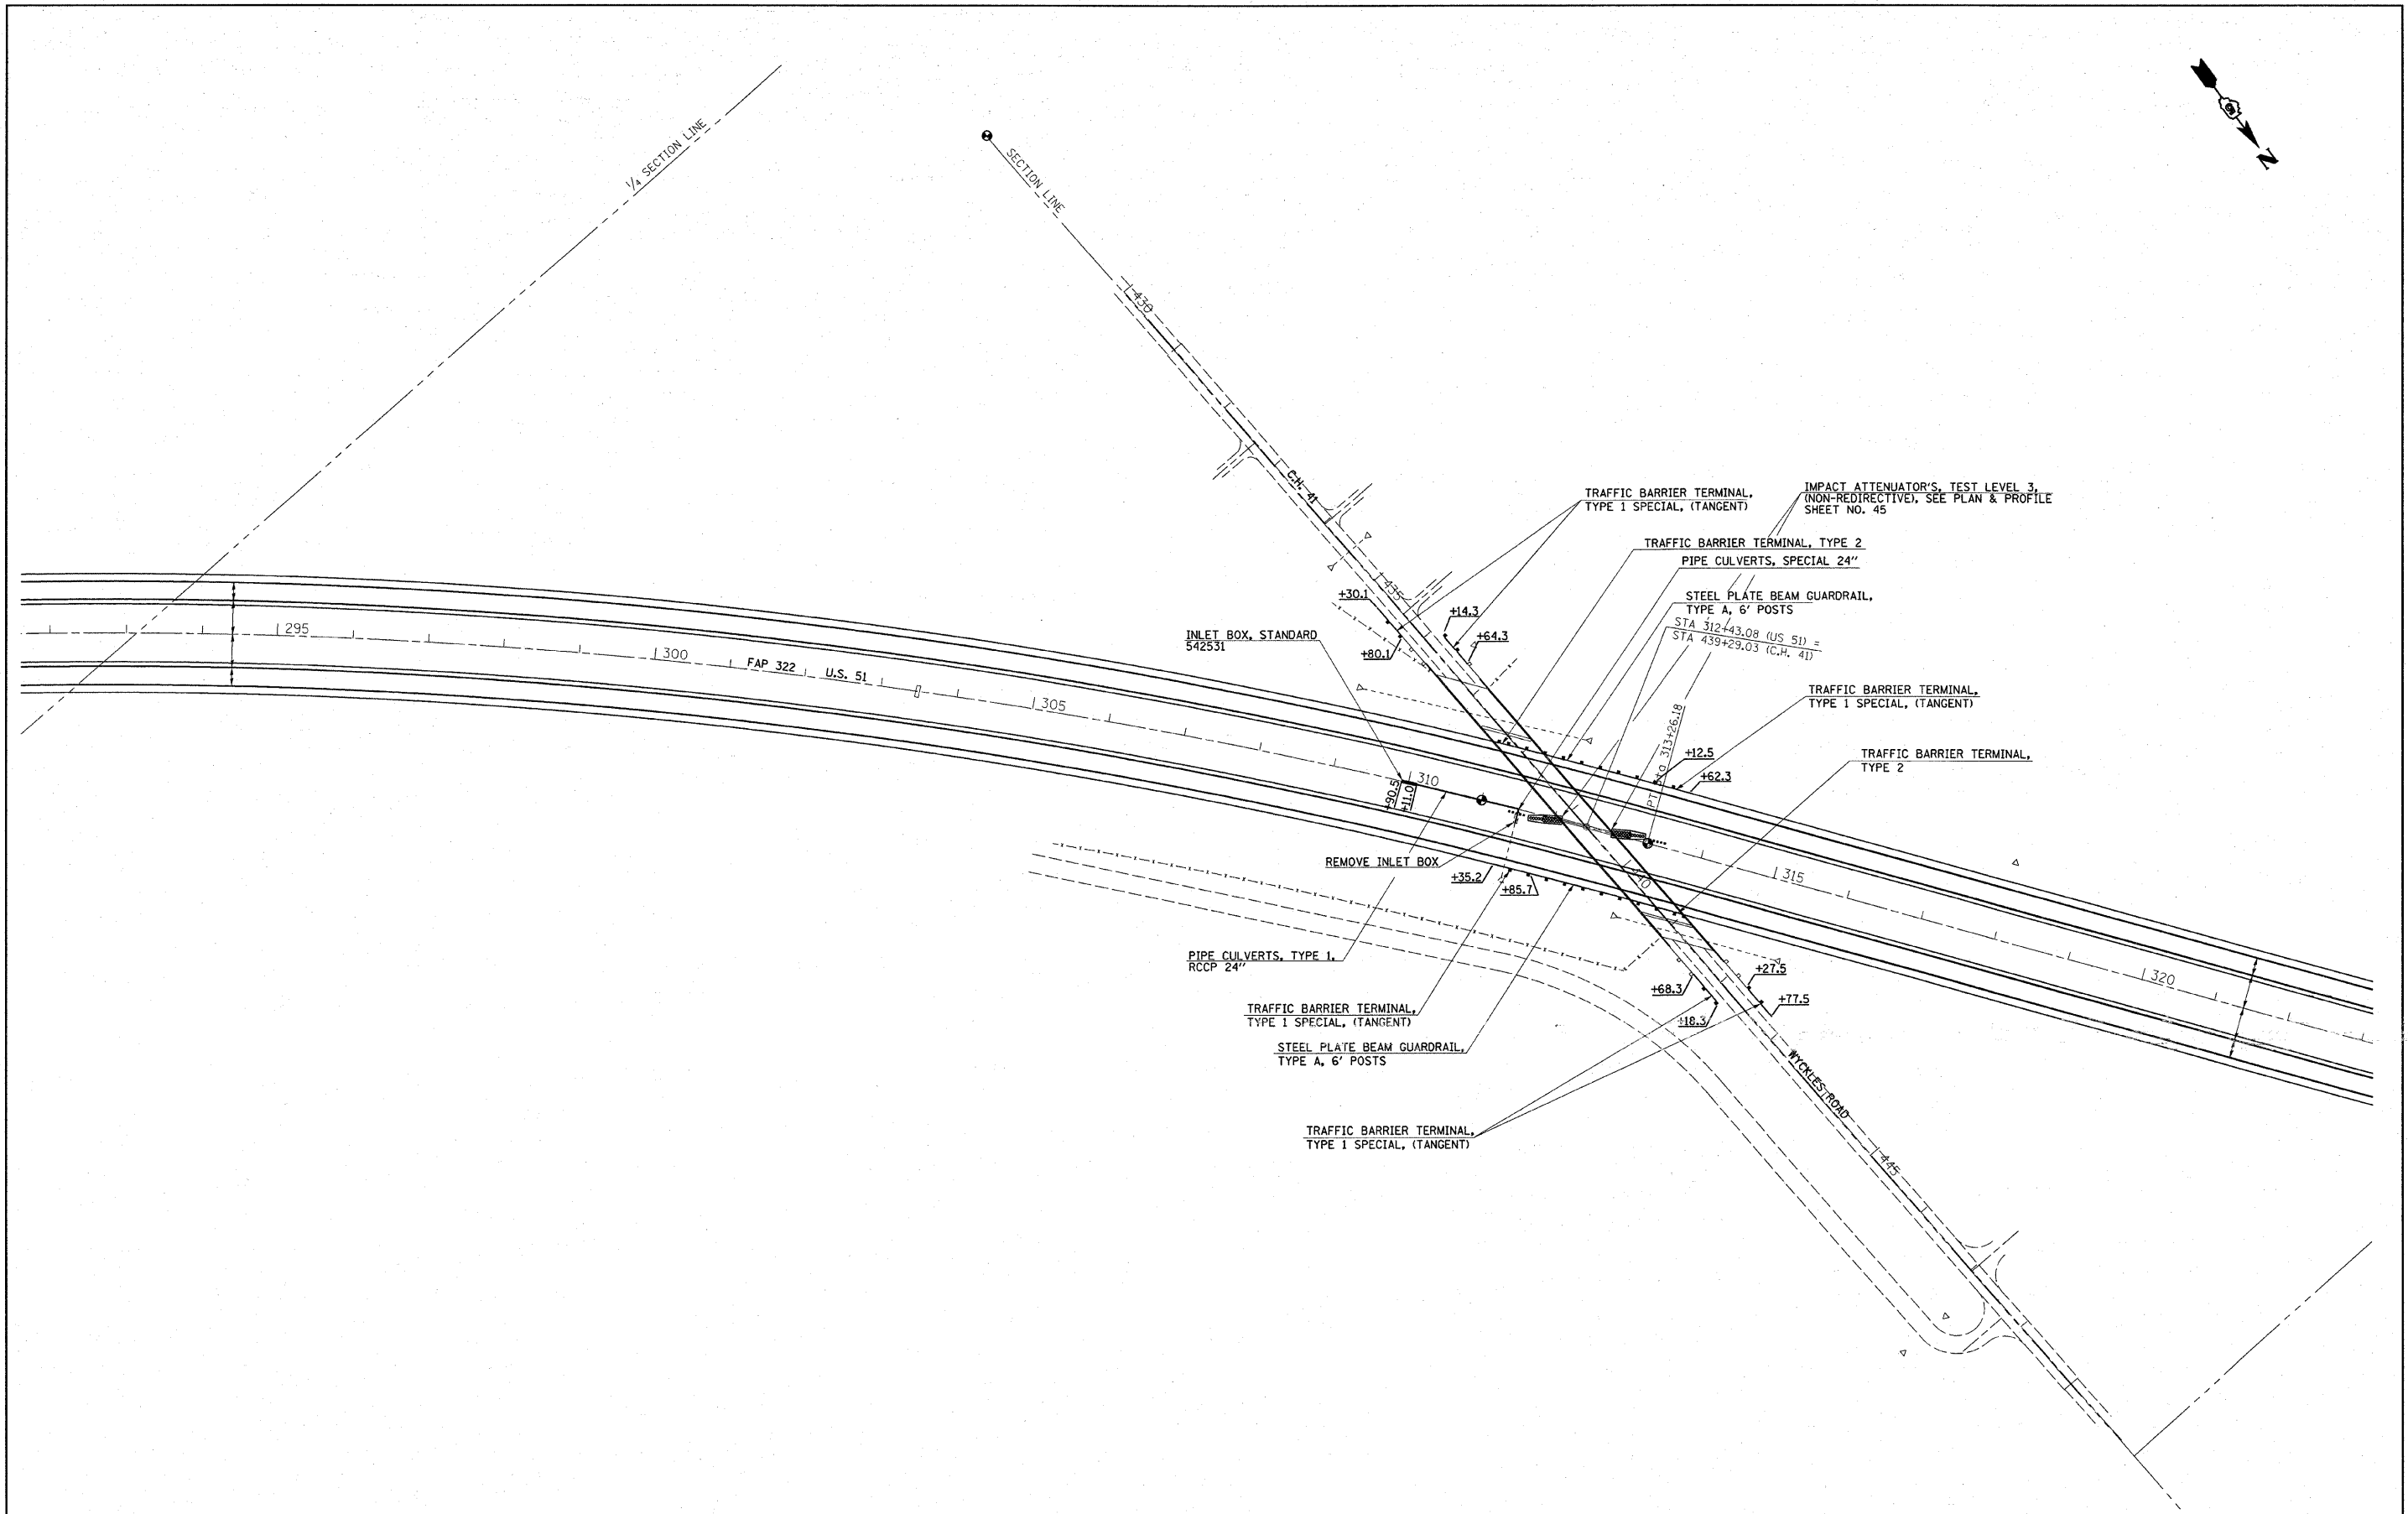 N
1/4 SECTION LINE
SECTION LINE
430
C.H. 41
435
TRAFFIC BARRIER TERMINAL,
TYPE 1 SPECIAL, (TANGENT)
IMPACT ATTENUATOR'S, TEST LEVEL 3,
(NON-REDIRECTIVE), SEE PLAN & PROFILE
SHEET NO. 45
TRAFFIC BARRIER TERMINAL, TYPE 2
PIPE CULVERTS, SPECIAL 24"
STEEL PLATE BEAM GUARDRAIL,
TYPE A, 6' POSTS
STA 312+43.08 (US 51) =
STA 439+29.03 (C.H. 41)
+30.1
+14.3
+64.3
+80.1
INLET BOX, STANDARD
542531
295
300
FAP 322
U.S. 51
305
310
+90.5
+11.0
PT Sta 313+26.18
TRAFFIC BARRIER TERMINAL,
TYPE 1 SPECIAL, (TANGENT)
+12.5
+62.3
TRAFFIC BARRIER TERMINAL,
TYPE 2
REMOVE INLET BOX
+35.2
+85.7
440
315
320
PIPE CULVERTS, TYPE 1,
RCCP 24"
+27.5
+68.3
+77.5
+18.3
TRAFFIC BARRIER TERMINAL,
TYPE 1 SPECIAL, (TANGENT)
STEEL PLATE BEAM GUARDRAIL,
TYPE A, 6' POSTS
WYCKLES ROAD
TRAFFIC BARRIER TERMINAL,
TYPE 1 SPECIAL, (TANGENT)
445